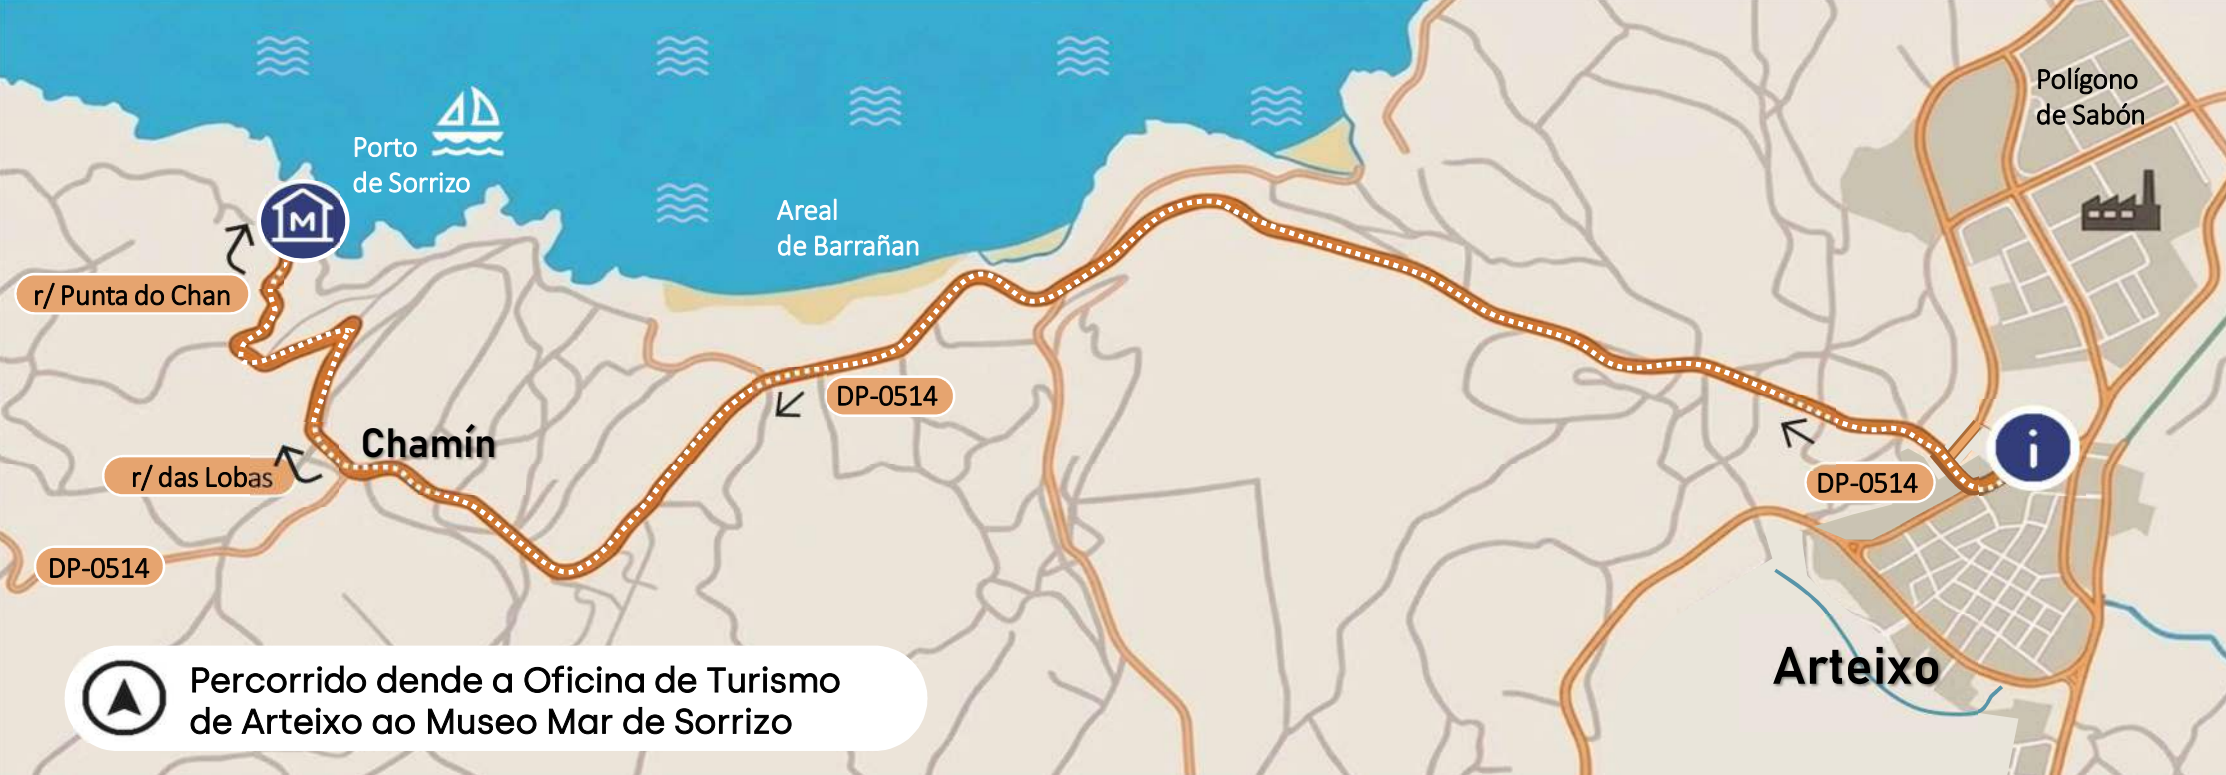 Polígono
de Sabón
Porto
de Sorrizo
Areal
de Barrañan
M
r/ Punta do Chan
DP-0514
Chamín
r/ das Lobas
i
DP-0514
DP-0514
Arteixo
Percorrido dende a Oficina de Turismo
de Arteixo ao Museo Mar de Sorrizo